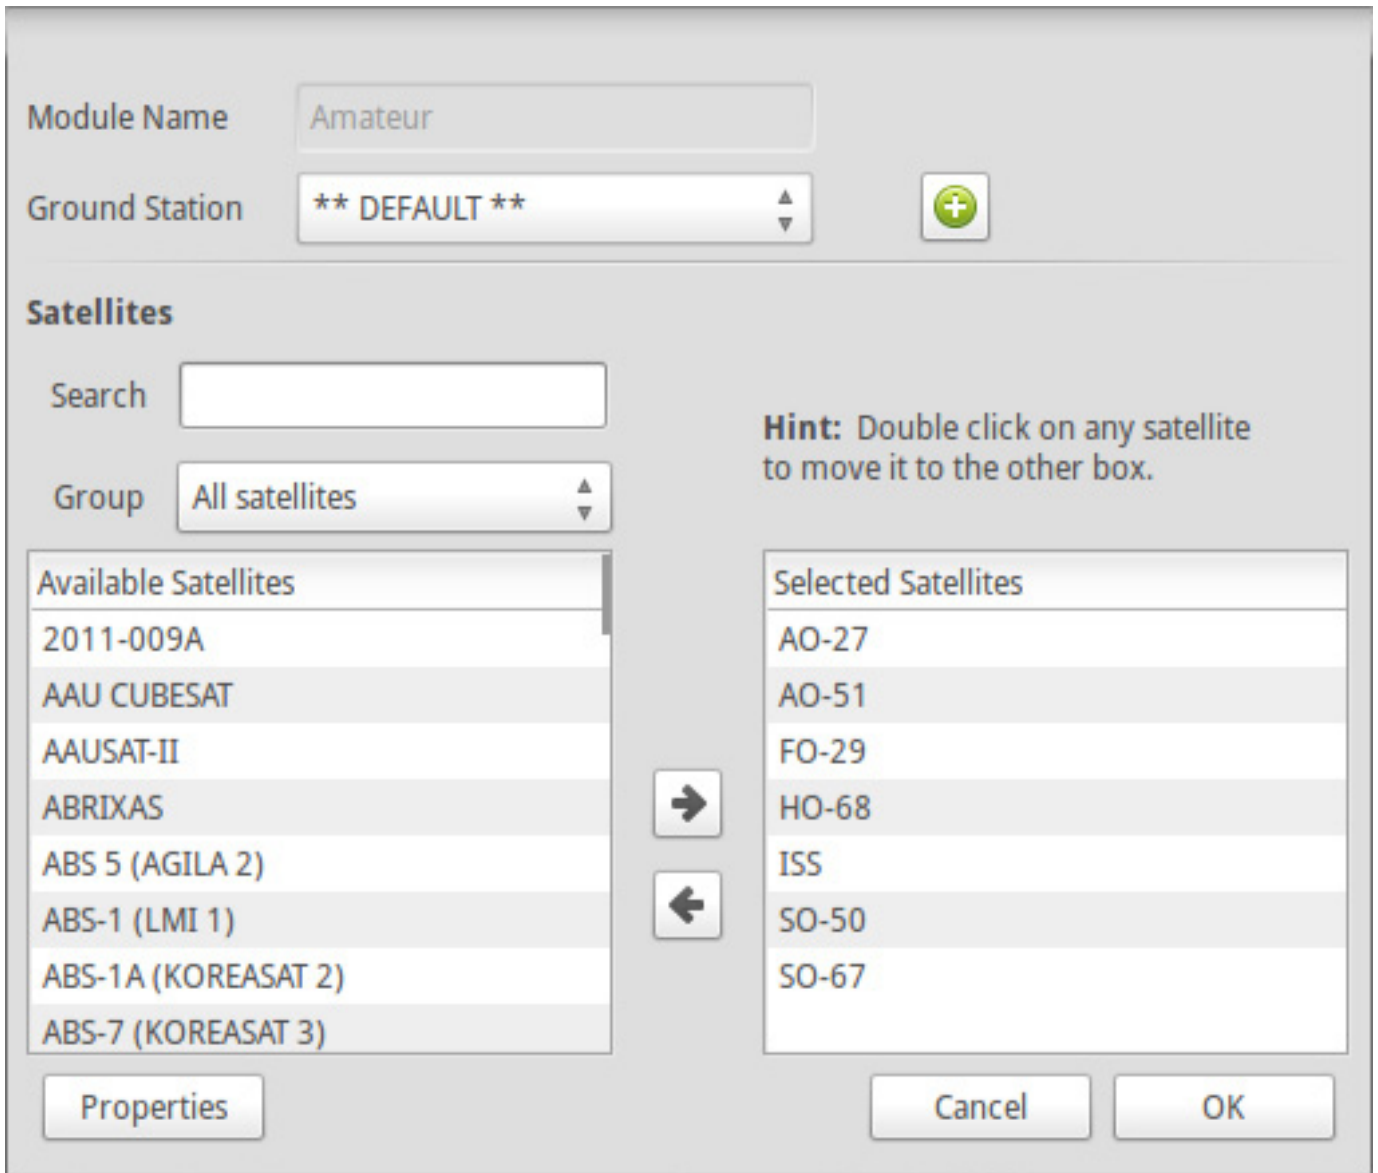 Module Name
Amateur
Ground Station
** DEFAULT **
Satellites
Search
Group
All satellites
Hint: Double click on any satellite
to move it to the other box.
Available Satellites
2011-009A
AAU CUBESAT
AAUSAT-II
ABRIXAS
ABS 5 (AGILA 2)
ABS-1 (LMI 1)
ABS-1A (KOREASAT 2)
ABS-7 (KOREASAT 3)
Selected Satellites
AO-27
AO-51
FO-29
HO-68
ISS
SO-50
SO-67
Properties
Cancel
OK